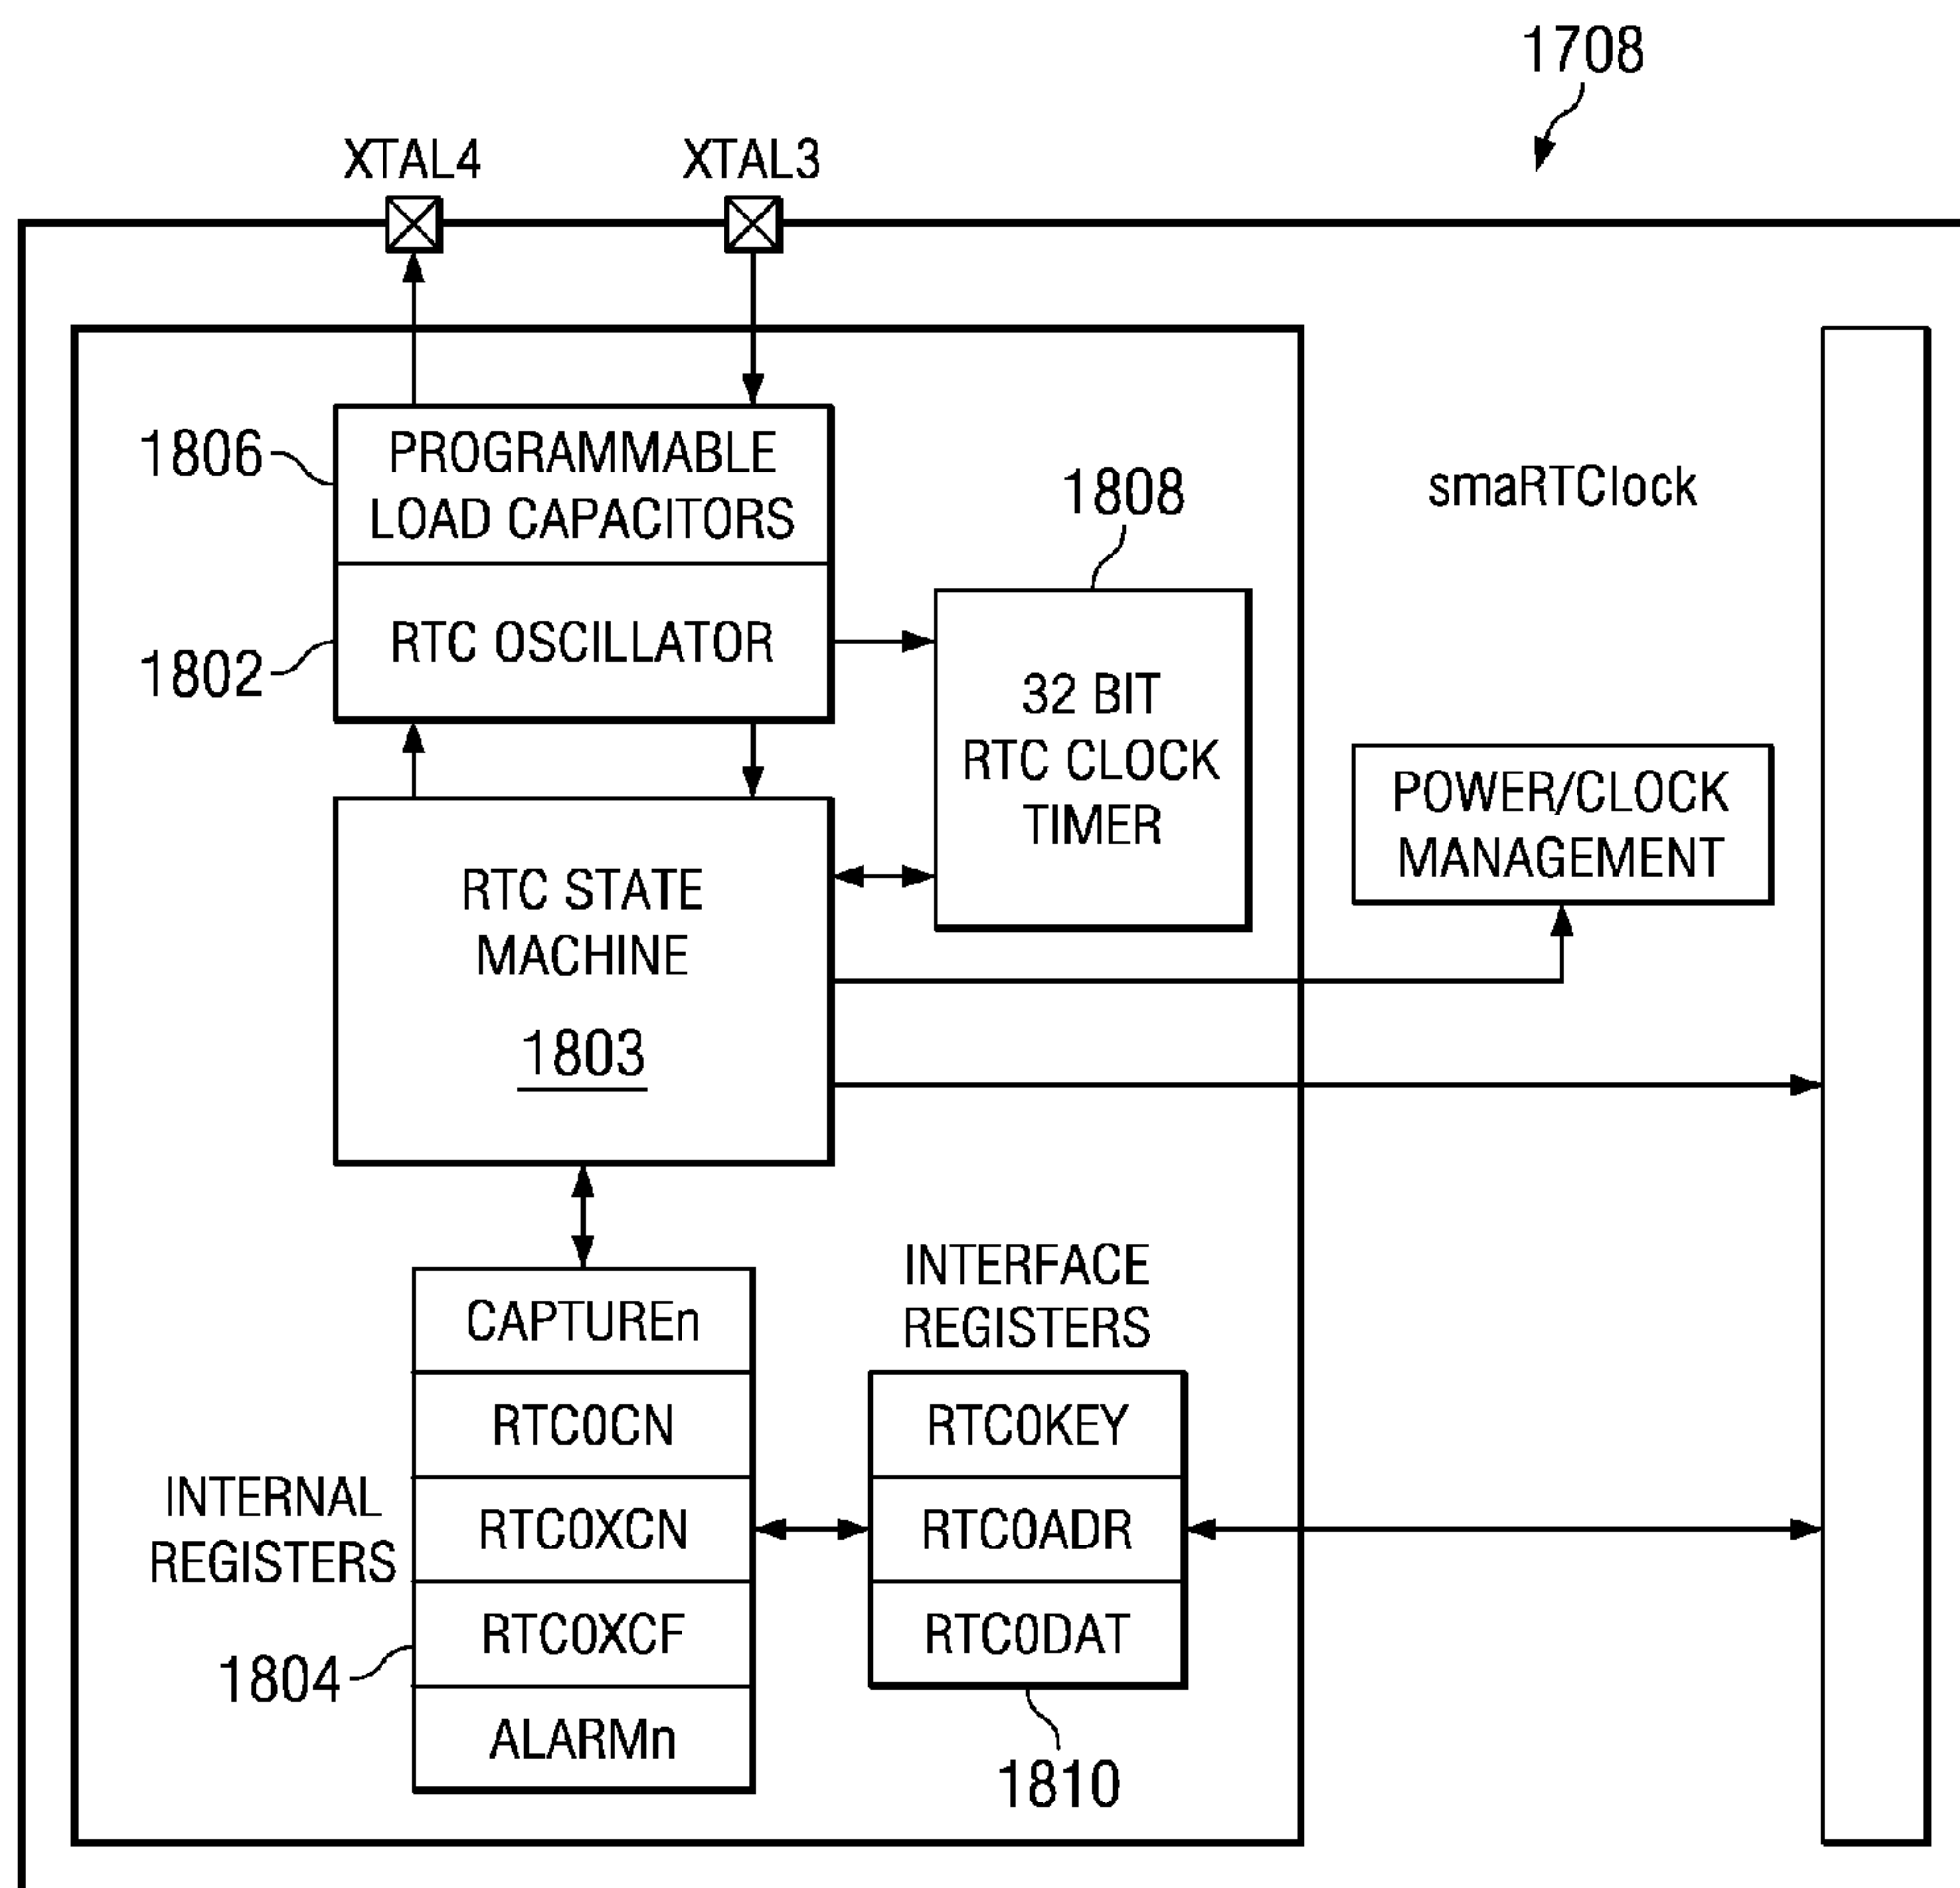 1708
XTAL4
XTAL3
1806
PROGRAMMABLE
LOAD CAPACITORS
1808
smaRTClock
1802
RTC OSCILLATOR
32 BIT
RTC CLOCK
TIMER
POWER/CLOCK
MANAGEMENT
RTC STATE
MACHINE
1803
INTERFACE
REGISTERS
CAPTUREn
RTC0CN
RTC0KEY
INTERNAL
REGISTERS
RTC0XCN
RTC0ADR
RTC0XCF
RTC0DAT
1804
ALARMn
1810